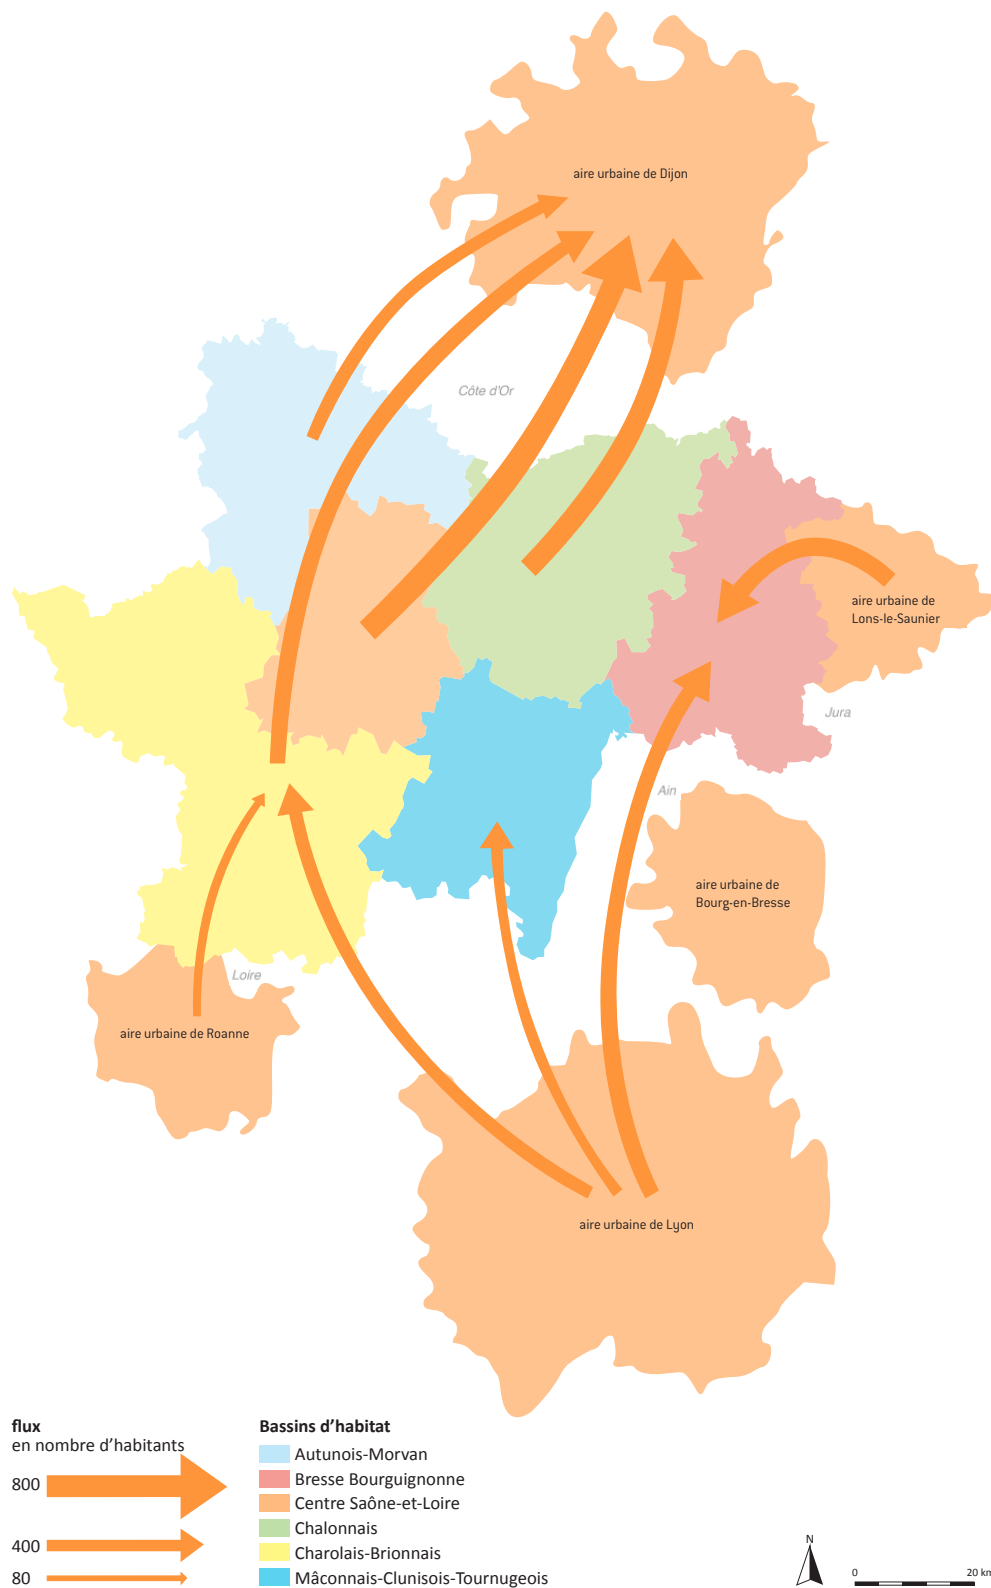 aire urbaine de Dijon
Côte d'Or
aire urbaine de
Lons-le-Saunier
Jura
Ain
aire urbaine de
Bourg-en-Bresse
Loire
aire urbaine de Roanne
aire urbaine de Lyon
flux
en nombre d’habitants
800
400
80
Bassins d’habitat
Autunois-Morvan
Bresse Bourguignonne
Centre Saône-et-Loire
Chalonnais
Charolais-Brionnais
Mâconnais-Clunisois-Tournugeois
N
0 20 km